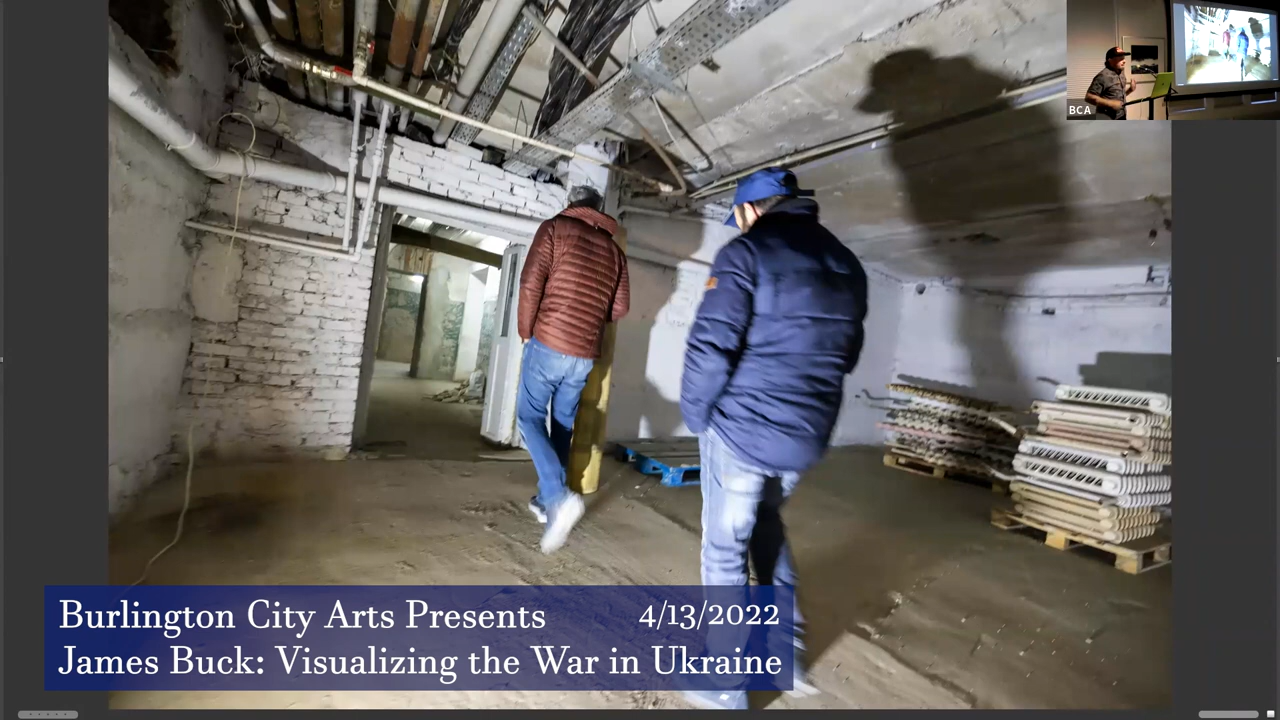 BCA
Burlington City Arts Presents 4/13/2022
James Buck: Visualizing the War in Ukraine